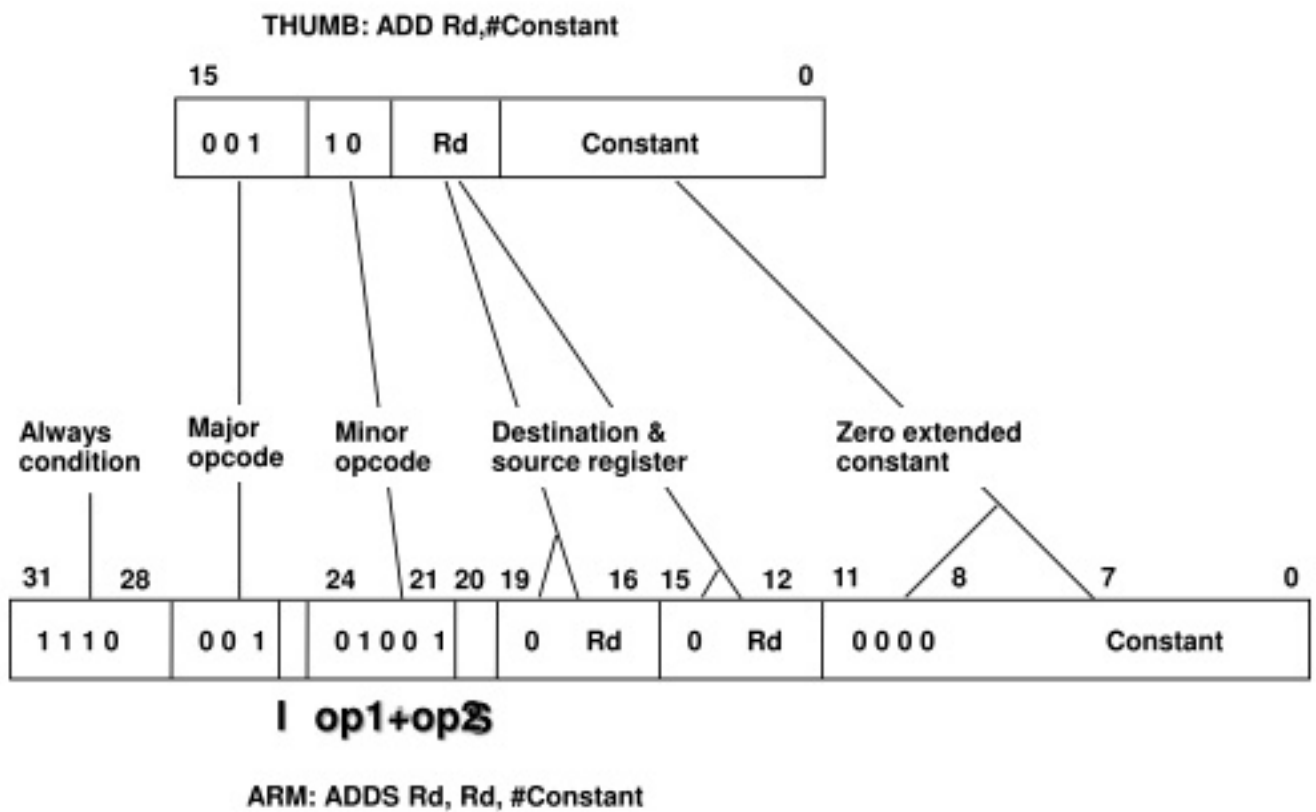 THUMB: ADD Rd,#Constant
15 0
0 0 1 1 0 Rd Constant
Always condition
Major opcode
Minor opcode
Destination & source register
Zero extended constant
31 28 24 21 20 19 16 15 12 11 8 7 0
1 1 1 0 0 0 1 0 1 0 0 1 0 Rd 0 Rd 0 0 0 0 Constant
I op1+op2 S
ARM: ADDS Rd, Rd, #Constant